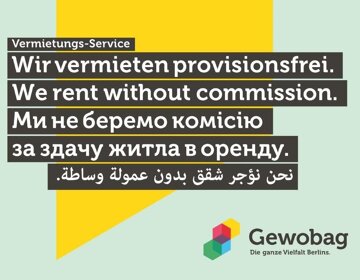 Vermietungs-Service
Wir vermieten provisionsfrei.
We rent without commission.
Ми не беремо комісію
за здачу житла в оренду.
نحن نؤجر شقق بدون عمولة وساطة.
Gewobag
Die ganze Vielfalt Berlins.